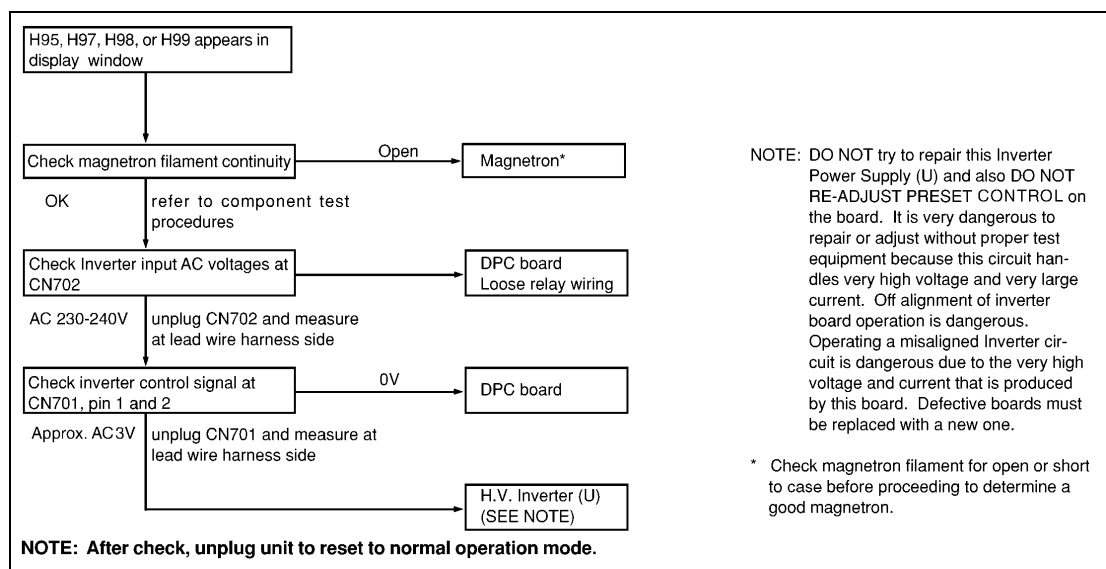 H95, H97, H98, or H99 appears in
display window
Check magnetron filament continuity
Open
Magnetron*
OK
refer to component test
procedures
Check Inverter input AC voltages at
CN702
DPC board
Loose relay wiring
AC 230-240V
unplug CN702 and measure
at lead wire harness side
Check inverter control signal at
CN701, pin 1 and 2
0V
DPC board
Approx. AC3V
unplug CN701 and measure at
lead wire harness side
H.V. Inverter (U)
(SEE NOTE)
NOTE: After check, unplug unit to reset to normal operation mode.
NOTE: DO NOT try to repair this Inverter
Power Supply (U) and also DO NOT
RE-ADJUST PRESET CONTROL on
the board. It is very dangerous to
repair or adjust without proper test
equipment because this circuit han-
dles very high voltage and very large
current. Off alignment of inverter
board operation is dangerous.
Operating a misaligned Inverter cir-
cuit is dangerous due to the very high
voltage and current that is produced
by this board. Defective boards must
be replaced with a new one.
* Check magnetron filament for open or short
to case before proceeding to determine a
good magnetron.